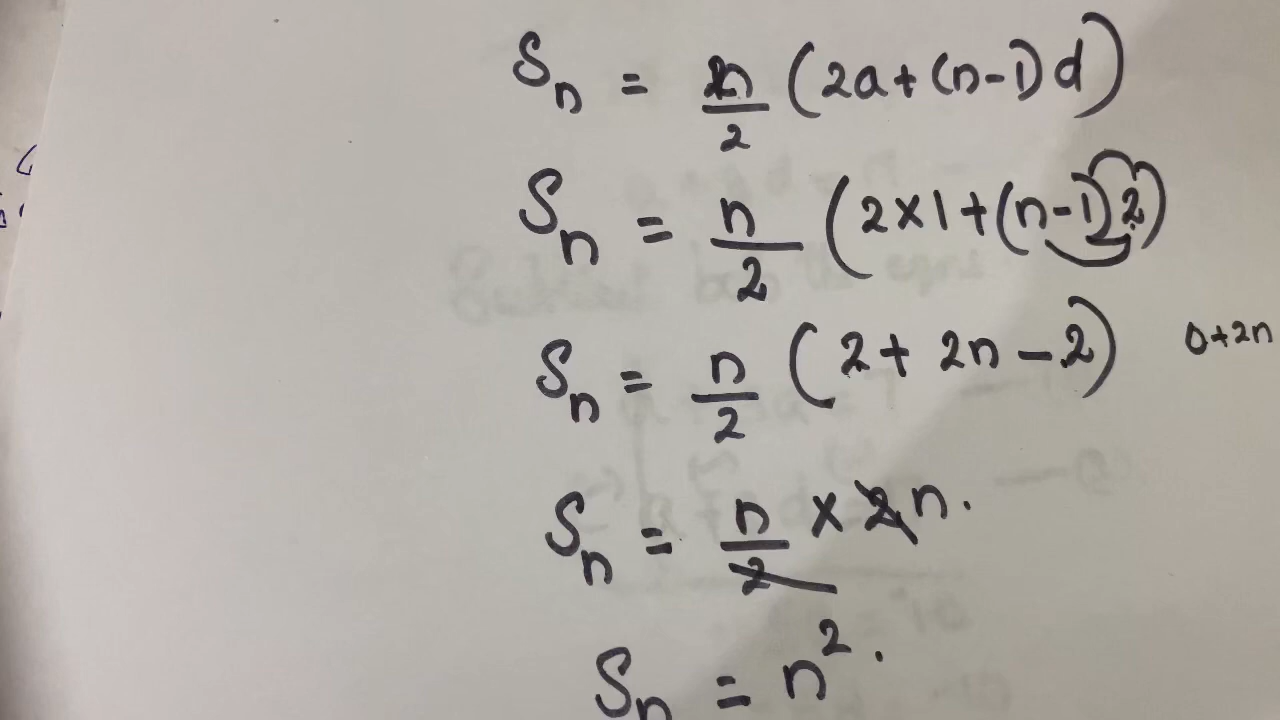 Sn = n/2 (2a+(n-1)d)
Sn = n/2 (2×1+(n-1)2)
Sn = n/2 (2+ 2n-2) 0+2n
Sn = n/2 × 2n.
Sn = n².